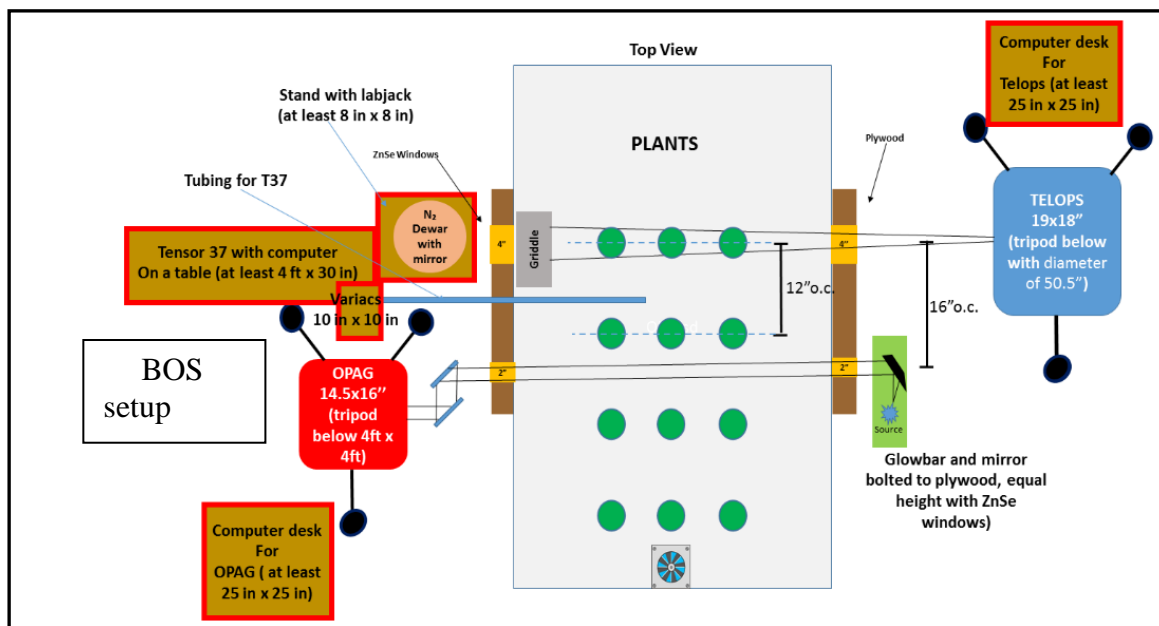 Top View
Computer desk
For
Telops (at least
25 in x 25 in)
Stand with labjack
(at least 8 in x 8 in)
PLANTS
ZnSe Windows
Plywood
Tubing for T37
N₂
Dewar
with
mirror
4"
Griddle
4"
TELOPS
19x18"
(tripod below
with diameter
of 50.5")
Tensor 37 with computer
On a table (at least 4 ft x 30 in)
Variacs
10 in x 10 in
12"o.c.
16"o.c.
BOS
setup
OPAG
14.5x16"
(tripod
below 4ft x
4ft)
2"
2"
Source
Glowbar and mirror
bolted to plywood, equal
height with ZnSe
windows)
Computer desk
For
OPAG ( at least
25 in x 25 in)